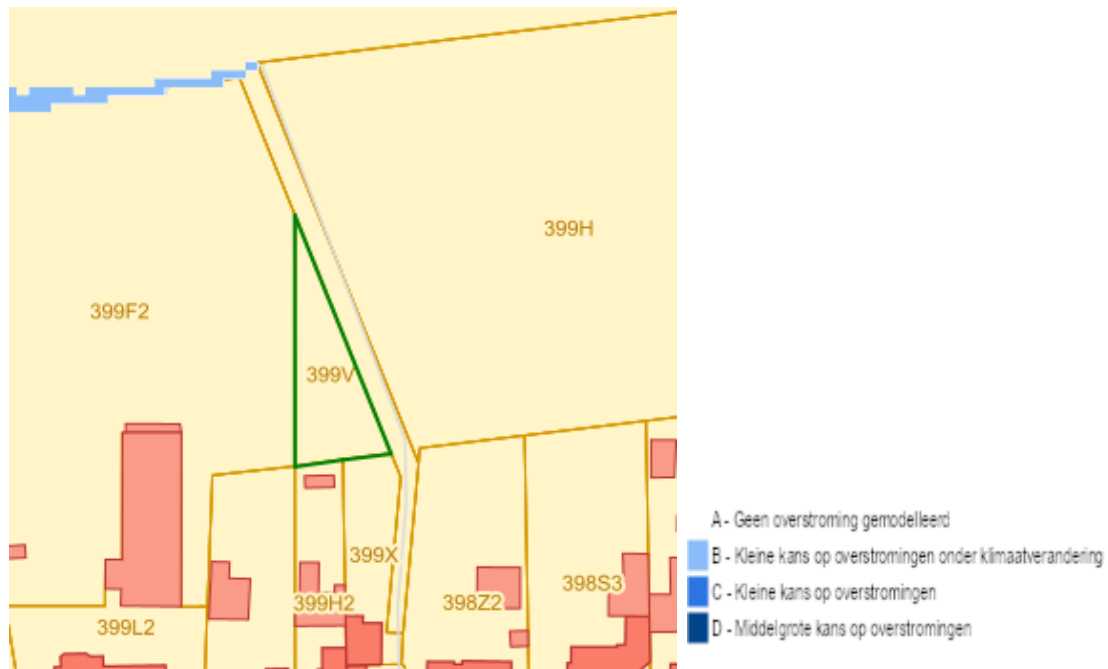 399H
399F2
399V
399X
398S3
399H2
398Z2
399L2
A - Geen overstroming gemodelleerd
B - Kleine kans op overstromingen onder klimaatverandering
C - Kleine kans op overstromingen
D - Middelgrote kans op overstromingen